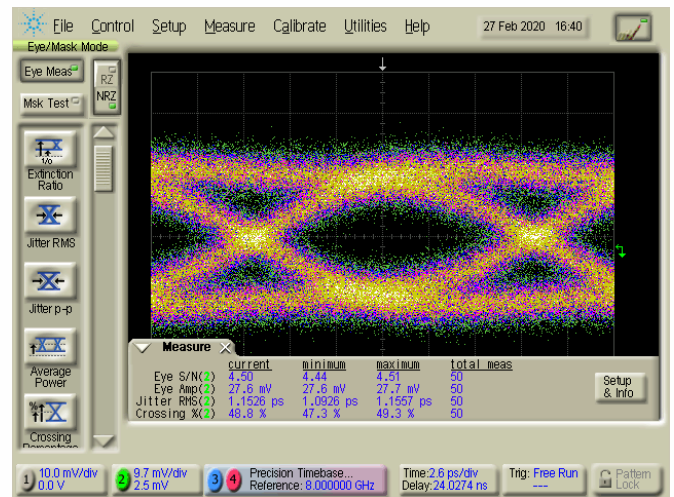 File Control Setup Measure Calibrate Utilities Help 27 Feb 2020 16:40
Eye/Mask Mode
Eye Meas
RZ
NRZ
Msk Test
1/0
Extinction
Ratio
Jitter RMS
Jitter p-p
Average
Power
%
Crossing
Measure
current minimum maximum total meas
Eye S/N(2) 4.50 4.44 4.51 50
Eye Amp(2) 27.6 mV 27.6 mV 27.7 mV 50
Jitter RMS(2) 1.1526 ps 1.0926 ps 1.1557 ps 50
Crossing %(2) 48.8 % 47.3 % 49.3 % 50
Setup
& Info
1) 10.0 mV/div
0.0 V
2) 9.7 mV/div
2.5 mV
3) 4) Precision Timebase...
Reference: 8.000000 GHz
Time:2.6 ps/div
Delay:24.0274 ns
Trig: Free Run
---
Pattern
Lock